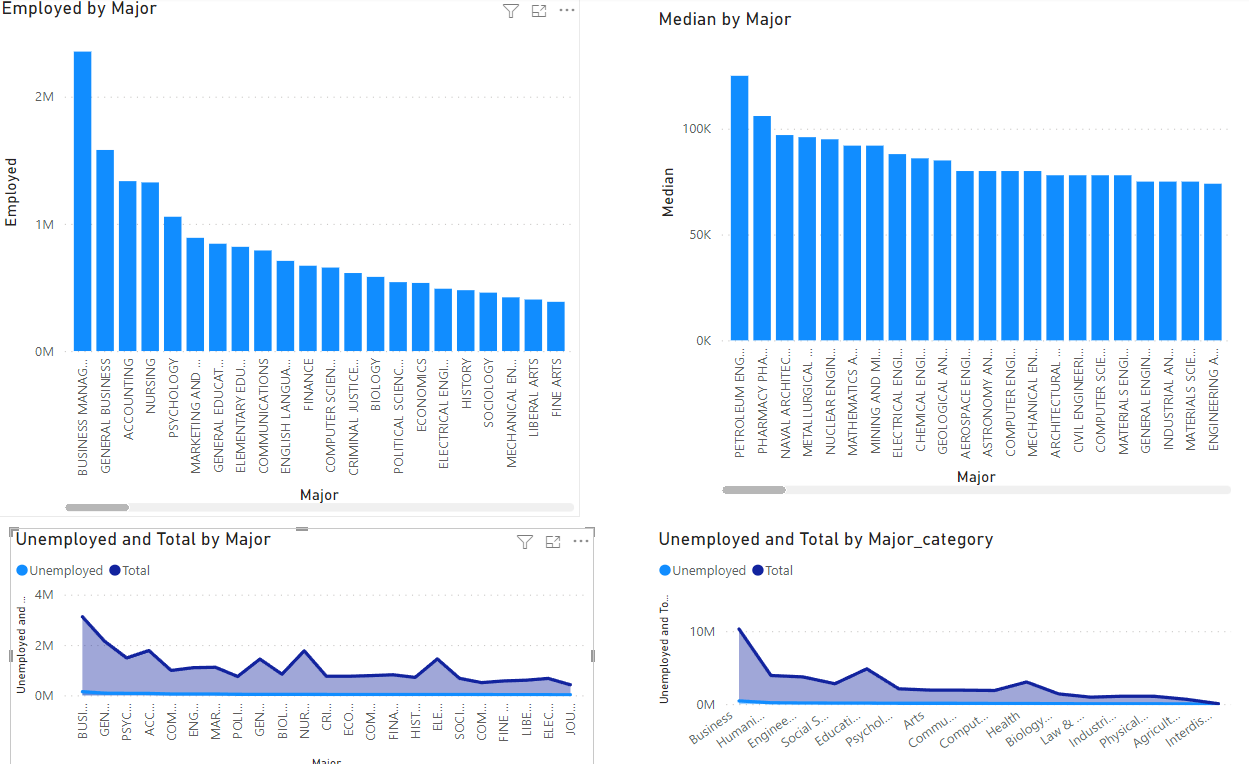 Employed by Major
2M
1M
0M
Employed
BUSINESS MANAG...
GENERAL BUSINESS
ACCOUNTING
NURSING
PSYCHOLOGY
MARKETING AND ...
GENERAL EDUCAT...
ELEMENTARY EDU...
COMMUNICATIONS
ENGLISH LANGUA...
FINANCE
COMPUTER SCIEN...
CRIMINAL JUSTICE...
BIOLOGY
POLITICAL SCIENC...
ECONOMICS
ELECTRICAL ENGI...
HISTORY
SOCIOLOGY
MECHANICAL EN...
LIBERAL ARTS
FINE ARTS
Major
Median by Major
100K
50K
0K
Median
PETROLEUM ENG...
PHARMACY PHA...
NAVAL ARCHITEC...
METALLURGICAL ...
NUCLEAR ENGIN...
MATHEMATICS A...
MINING AND MI...
ELECTRICAL ENGI...
CHEMICAL ENGI...
GEOLOGICAL AN...
AEROSPACE ENGI...
ASTRONOMY AN...
COMPUTER ENGI...
MECHANICAL EN...
ARCHITECTURAL ...
CIVIL ENGINEERI...
COMPUTER SCIE...
MATERIALS ENGI...
GENERAL ENGIN...
INDUSTRIAL AN...
MATERIALS SCIE...
ENGINEERING A...
Major
Unemployed and Total by Major
Unemployed Total
4M
2M
0M
Unemployed and ...
BUSI...
GEN...
PSYC...
ACC...
COM...
ENG...
MAR...
POLI...
GEN...
BIOL...
NUR...
CRI...
ECO...
COM...
FINA...
HIST...
ELE...
SOCI...
COM...
FINE ...
LIBE...
ELEC...
JOU...
Major
Unemployed and Total by Major_category
Unemployed Total
10M
0M
Unemployed and To...
Business
Humani...
Enginee...
Social S...
Educati...
Psychol...
Arts
Commu...
Comput...
Health
Biology...
Law & ...
Industri...
Physical...
Agricult...
Interdis...